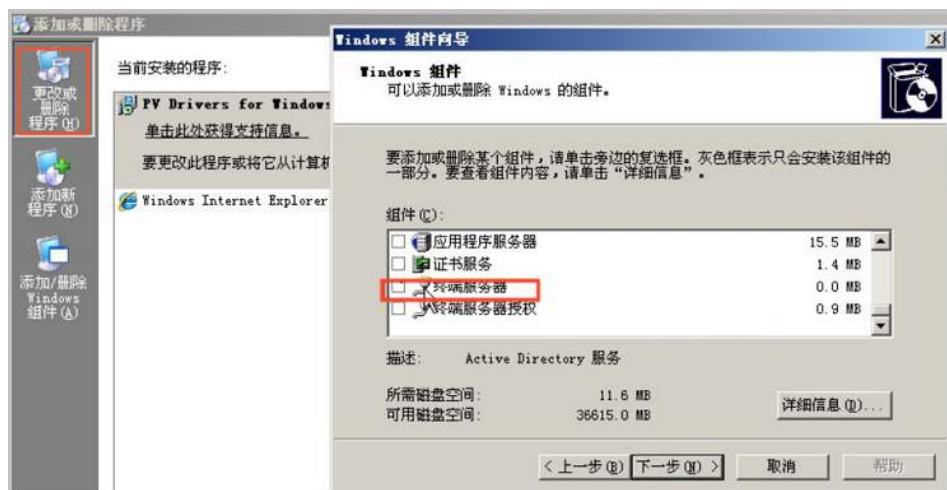 添加或删除程序
更改或
删除
程序(H)
添加新
程序(N)
添加/删除
Windows
组件(A)
当前安装的程序:
PV Drivers for Windows
单击此处获得支持信息。
要更改此程序或将它从计算机
Windows Internet Explorer
Windows 组件向导
Windows 组件
可以添加或删除 Windows 的组件。
要添加或删除某个组件，请单击旁边的复选框。灰色框表示只会安装该组件的
一部分。要查看组件内容，请单击“详细信息”。
组件(C):
应用程序服务器 15.5 MB
证书服务 1.4 MB
终端服务器 0.0 MB
终端服务器授权 0.9 MB
描述: Active Directory 服务
所需磁盘空间: 11.6 MB
可用磁盘空间: 36615.0 MB
详细信息(D)...
< 上一步(B) 下一步(N) > 取消 帮助